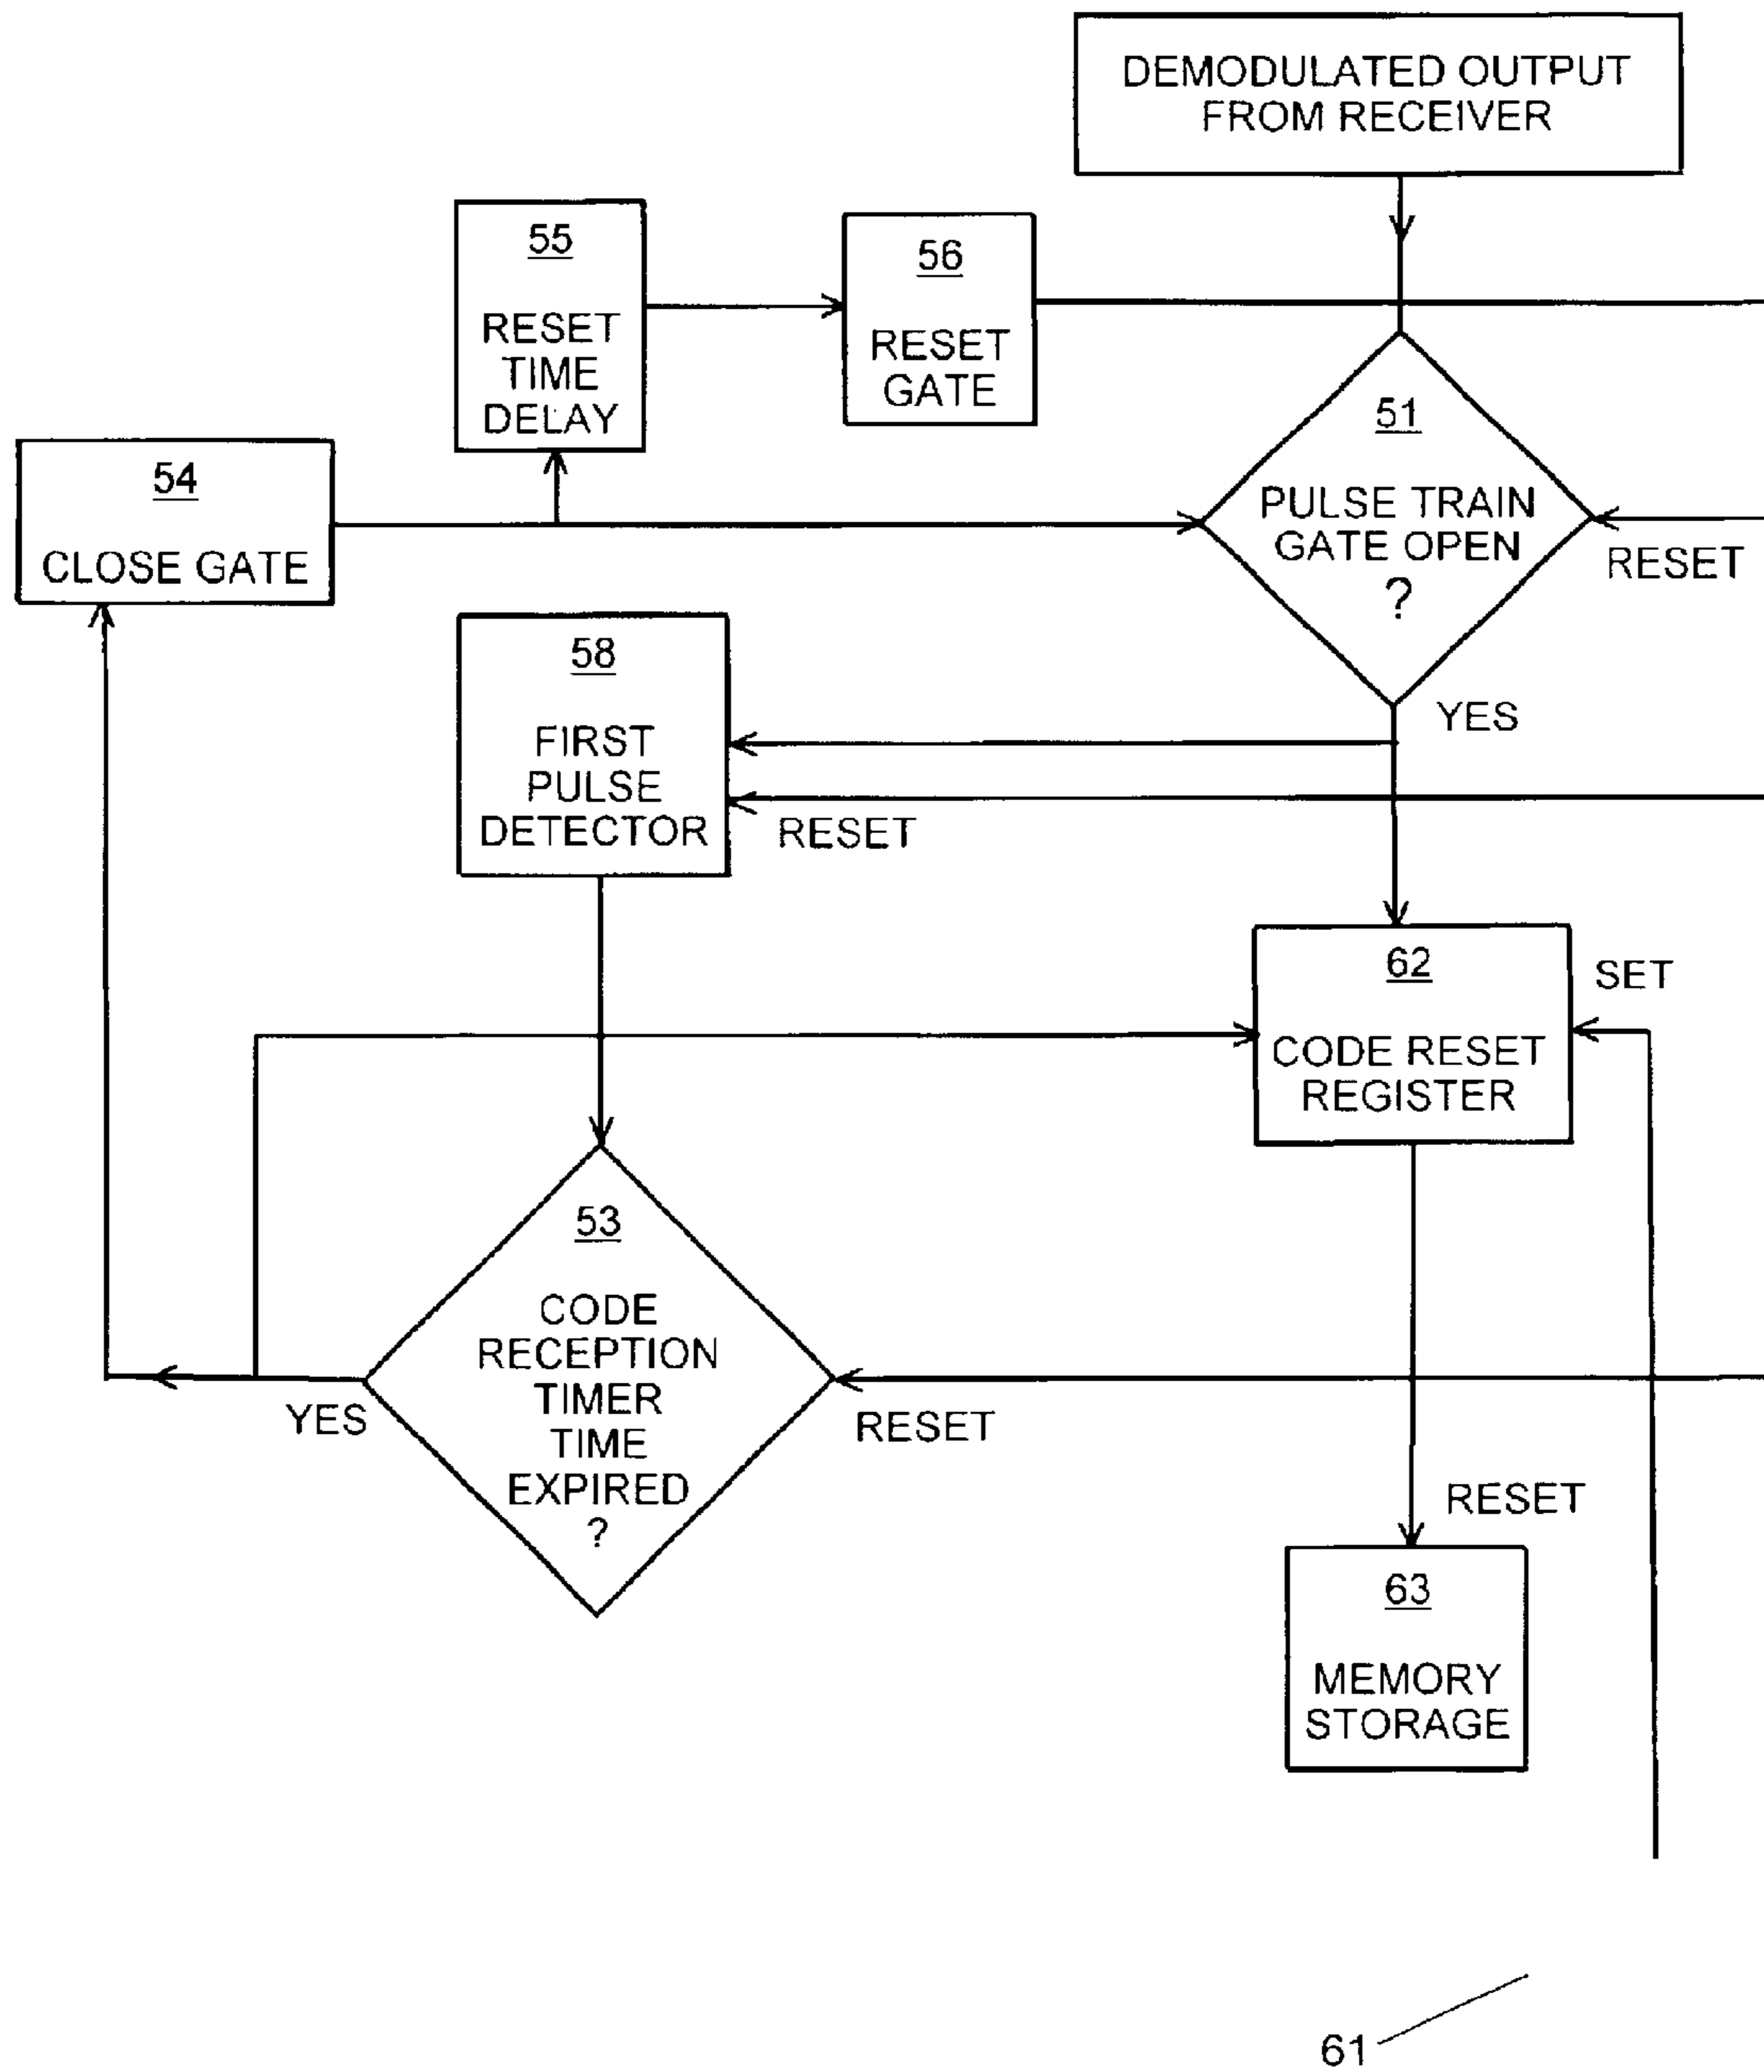 DEMODULATED OUTPUT
FROM RECEIVER
55
RESET
TIME
DELAY
56
RESET
GATE
51
PULSE TRAIN
GATE OPEN
?
RESET
54
CLOSE GATE
58
FIRST
PULSE
DETECTOR
YES
RESET
62
CODE RESET
REGISTER
SET
53
CODE
RECEPTION
TIMER
TIME
EXPIRED
?
YES
RESET
RESET
63
MEMORY
STORAGE
61